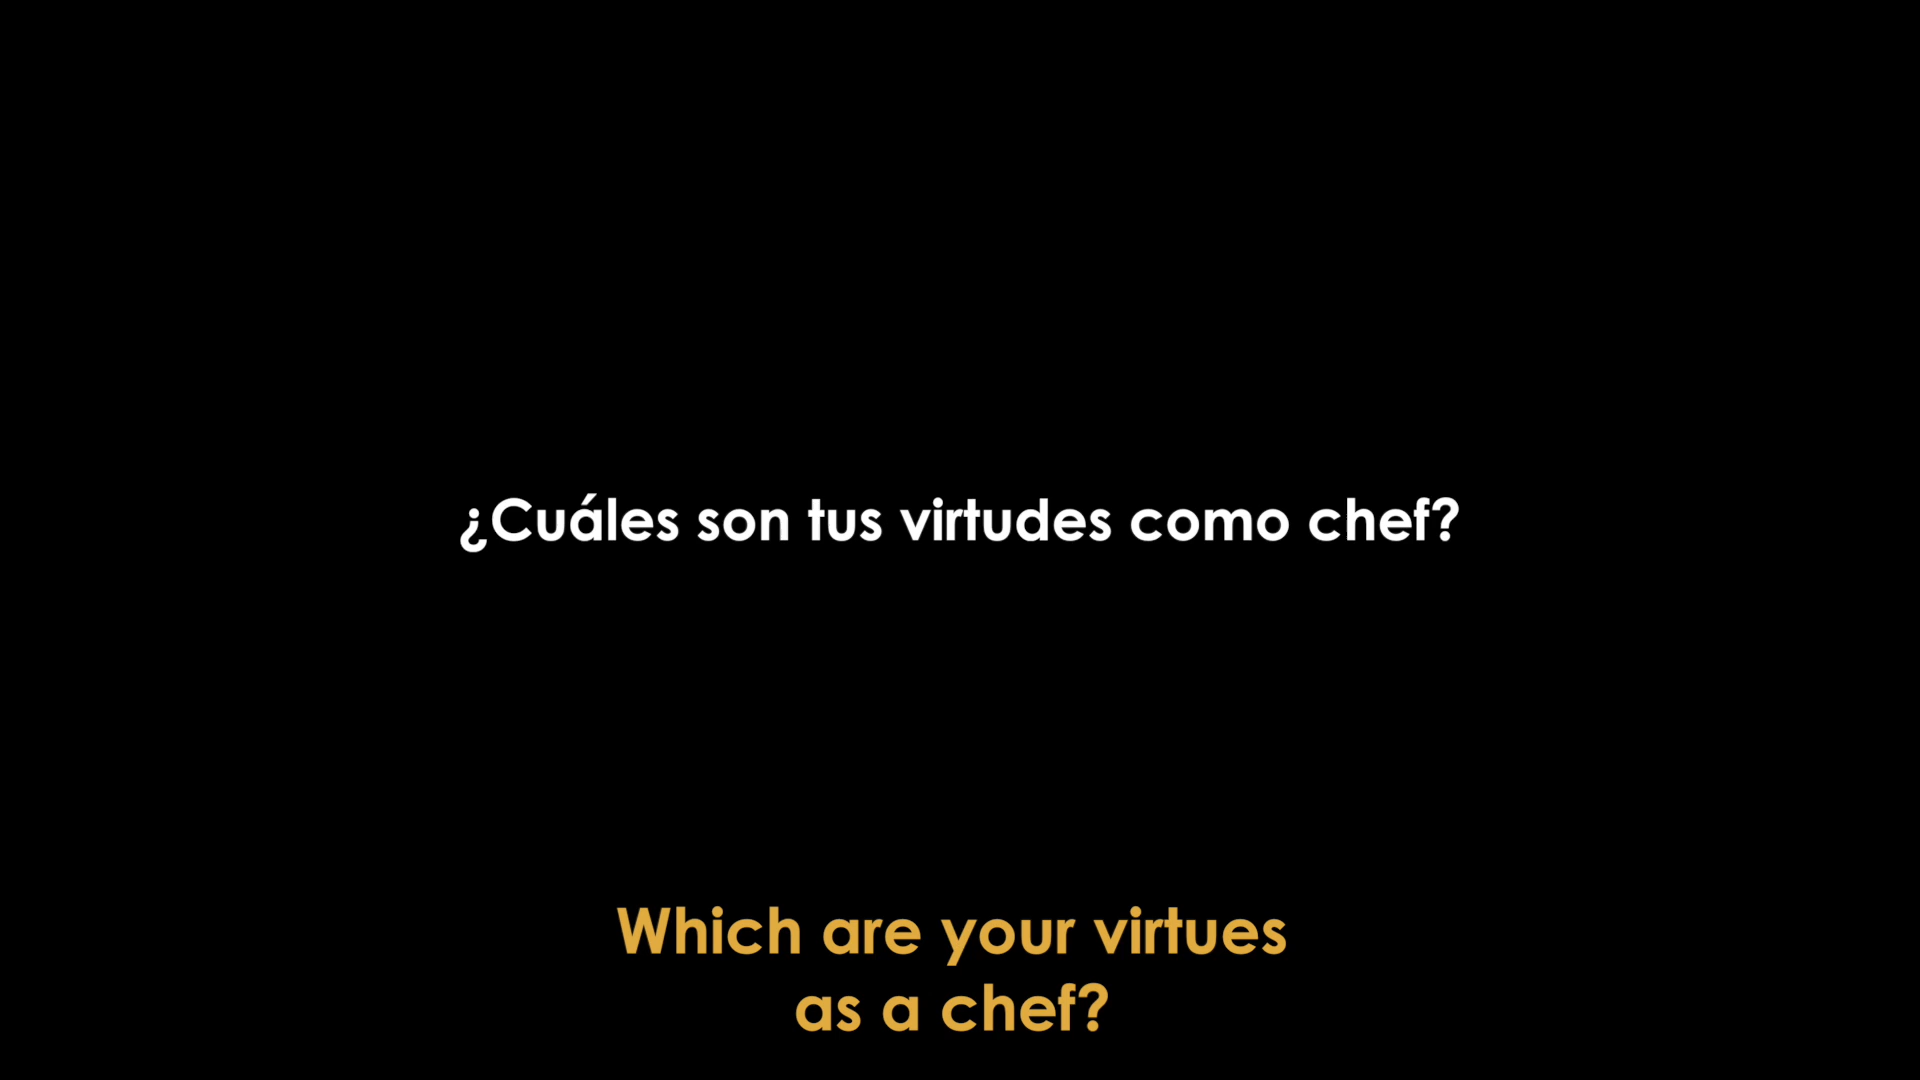 ¿Cuáles son tus virtudes como chef?
Which are your virtues
as a chef?